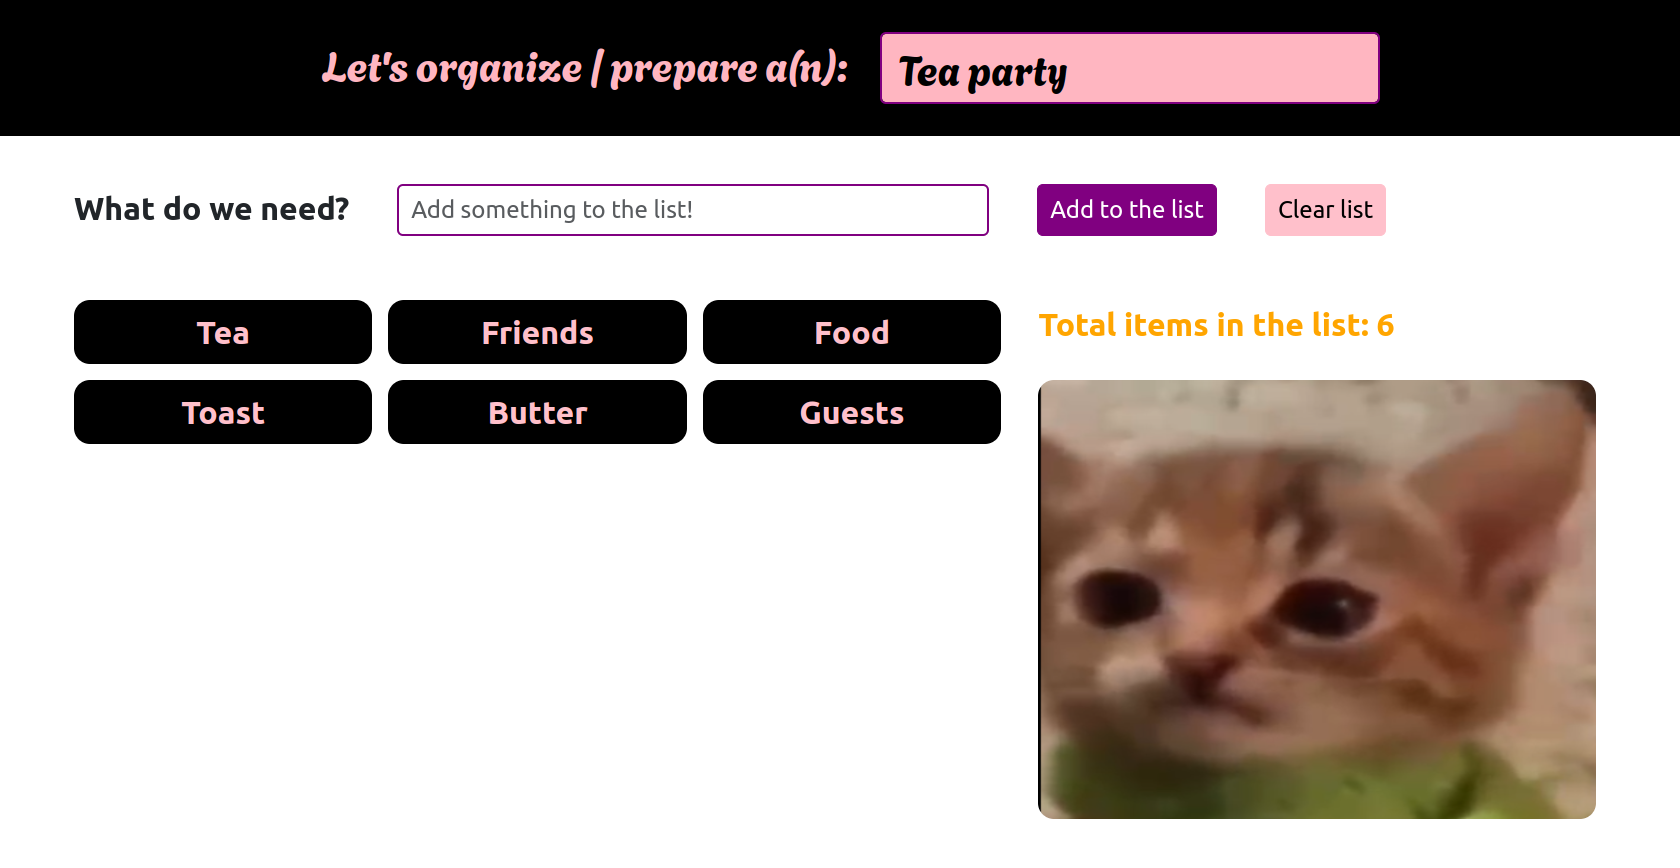 Let's organize / prepare a(n):
Tea party
What do we need?
Add something to the list!
Add to the list
Clear list
Tea
Friends
Food
Toast
Butter
Guests
Total items in the list: 6